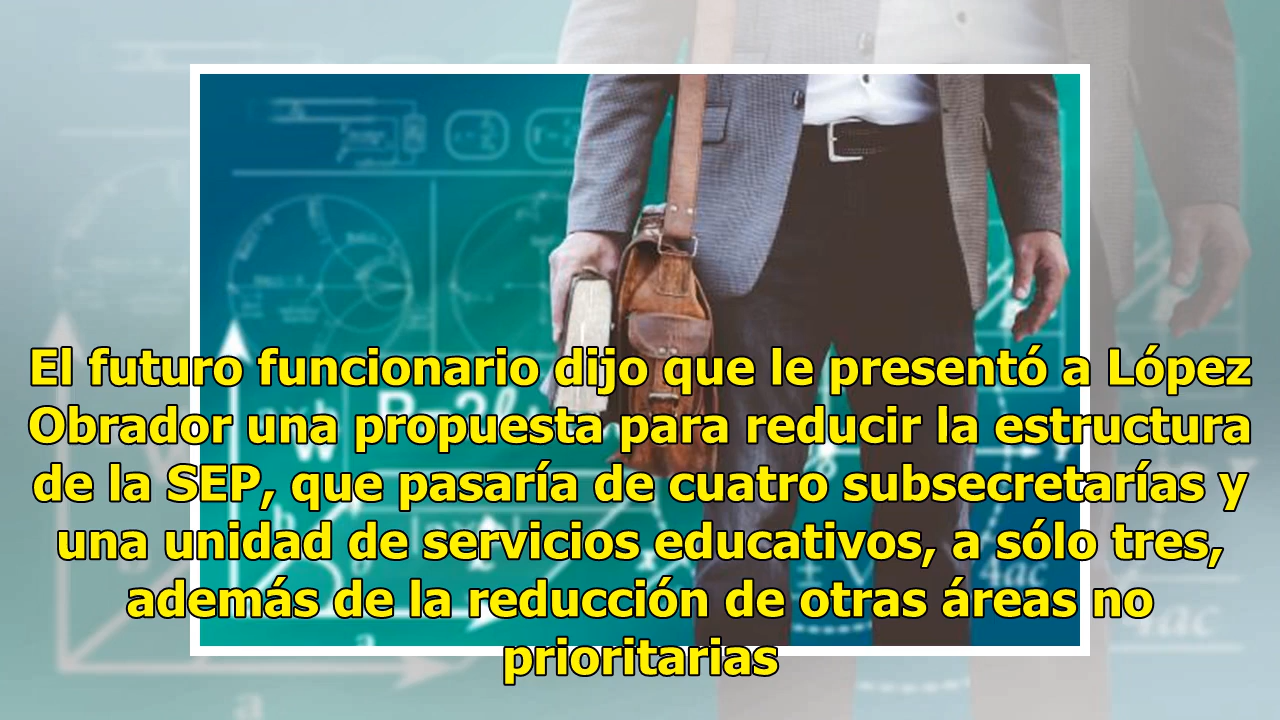 El futuro funcionario dijo que le presentó a López
Obrador una propuesta para reducir la estructura
de la SEP, que pasaría de cuatro subsecretarías y
una unidad de servicios educativos, a sólo tres,
además de la reducción de otras áreas no
prioritarias
4ac
4ac